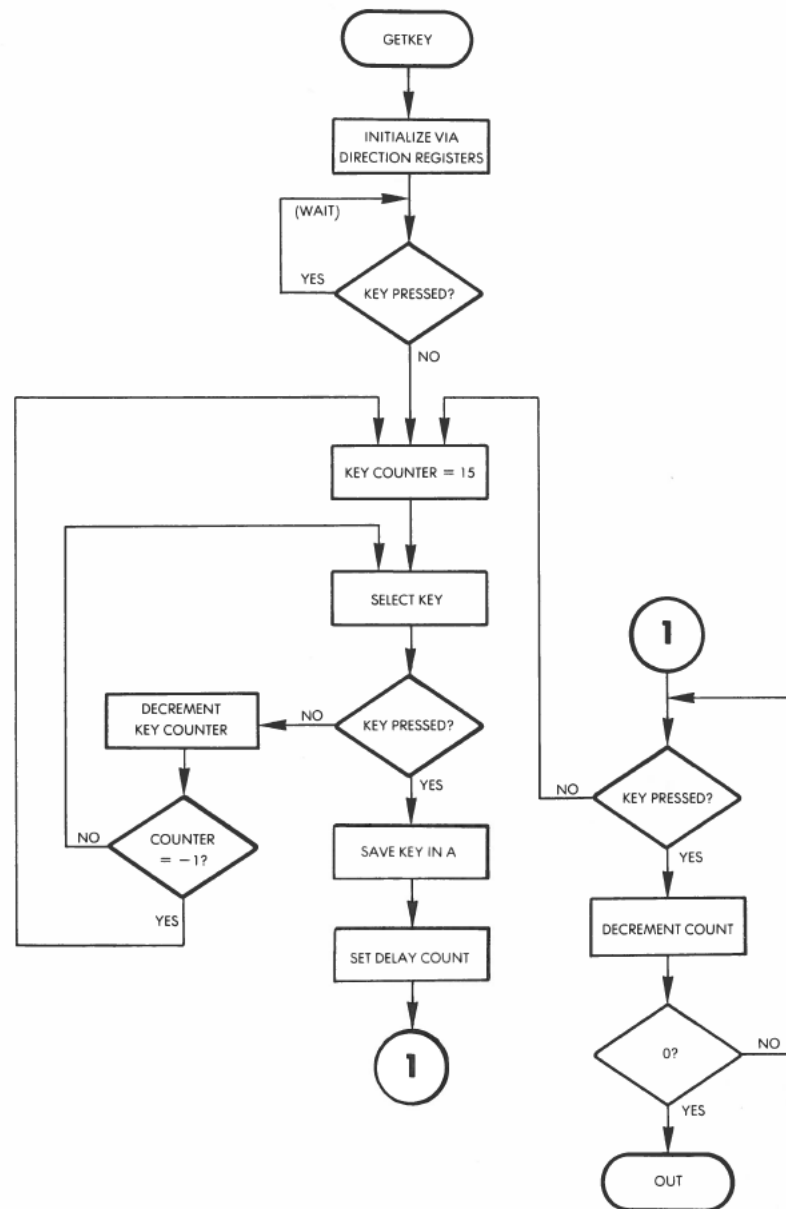 GETKEY
INITIALIZE VIA
DIRECTION REGISTERS
(WAIT)
YES
KEY PRESSED?
NO
KEY COUNTER = 15
SELECT KEY
DECREMENT
KEY COUNTER
NO
KEY PRESSED?
YES
NO
COUNTER
= −1?
YES
SAVE KEY IN A
SET DELAY COUNT
1
1
NO
KEY PRESSED?
YES
DECREMENT COUNT
0?
NO
YES
OUT